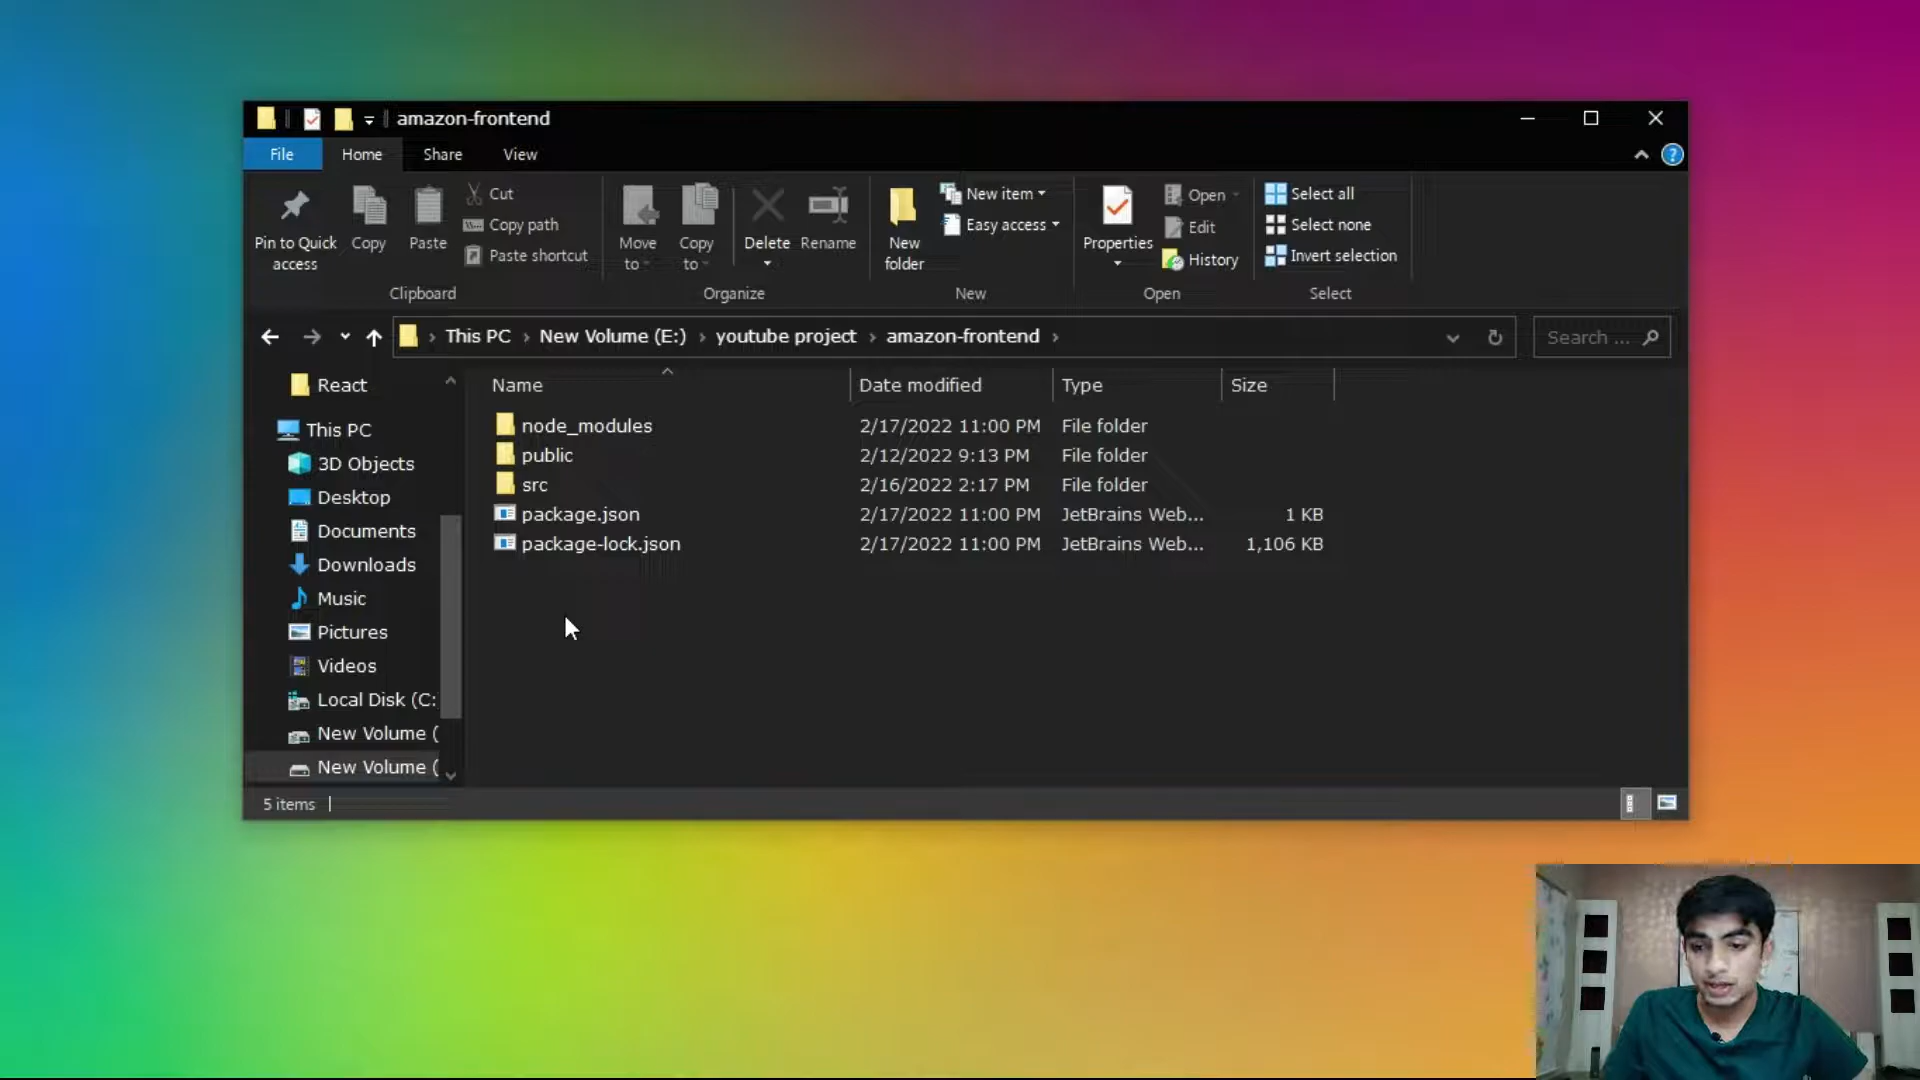 amazon-frontend
File Home Share View
Pin to Quick access
Copy
Paste
Cut
Copy path
Paste shortcut
Clipboard
Move to
Copy to
Delete
Rename
Organize
New folder
New item
Easy access
New
Properties
Open
Edit
History
Open
Select all
Select none
Invert selection
Select
This PC › New Volume (E:) › youtube project › amazon-frontend ›
Search ...
React
This PC
3D Objects
Desktop
Documents
Downloads
Music
Pictures
Videos
Local Disk (C:
New Volume (
New Volume (
Name Date modified Type Size
node_modules 2/17/2022 11:00 PM File folder
public 2/12/2022 9:13 PM File folder
src 2/16/2022 2:17 PM File folder
package.json 2/17/2022 11:00 PM JetBrains Web... 1 KB
package-lock.json 2/17/2022 11:00 PM JetBrains Web... 1,106 KB
5 items